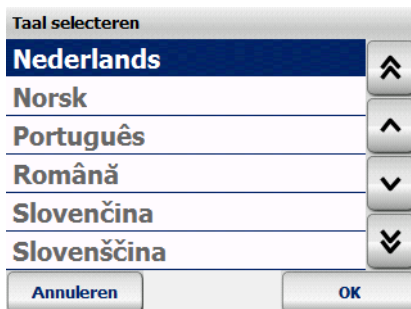 Taal selecteren
Nederlands
Norsk
Português
Română
Slovenčina
Slovenščina
Annuleren OK